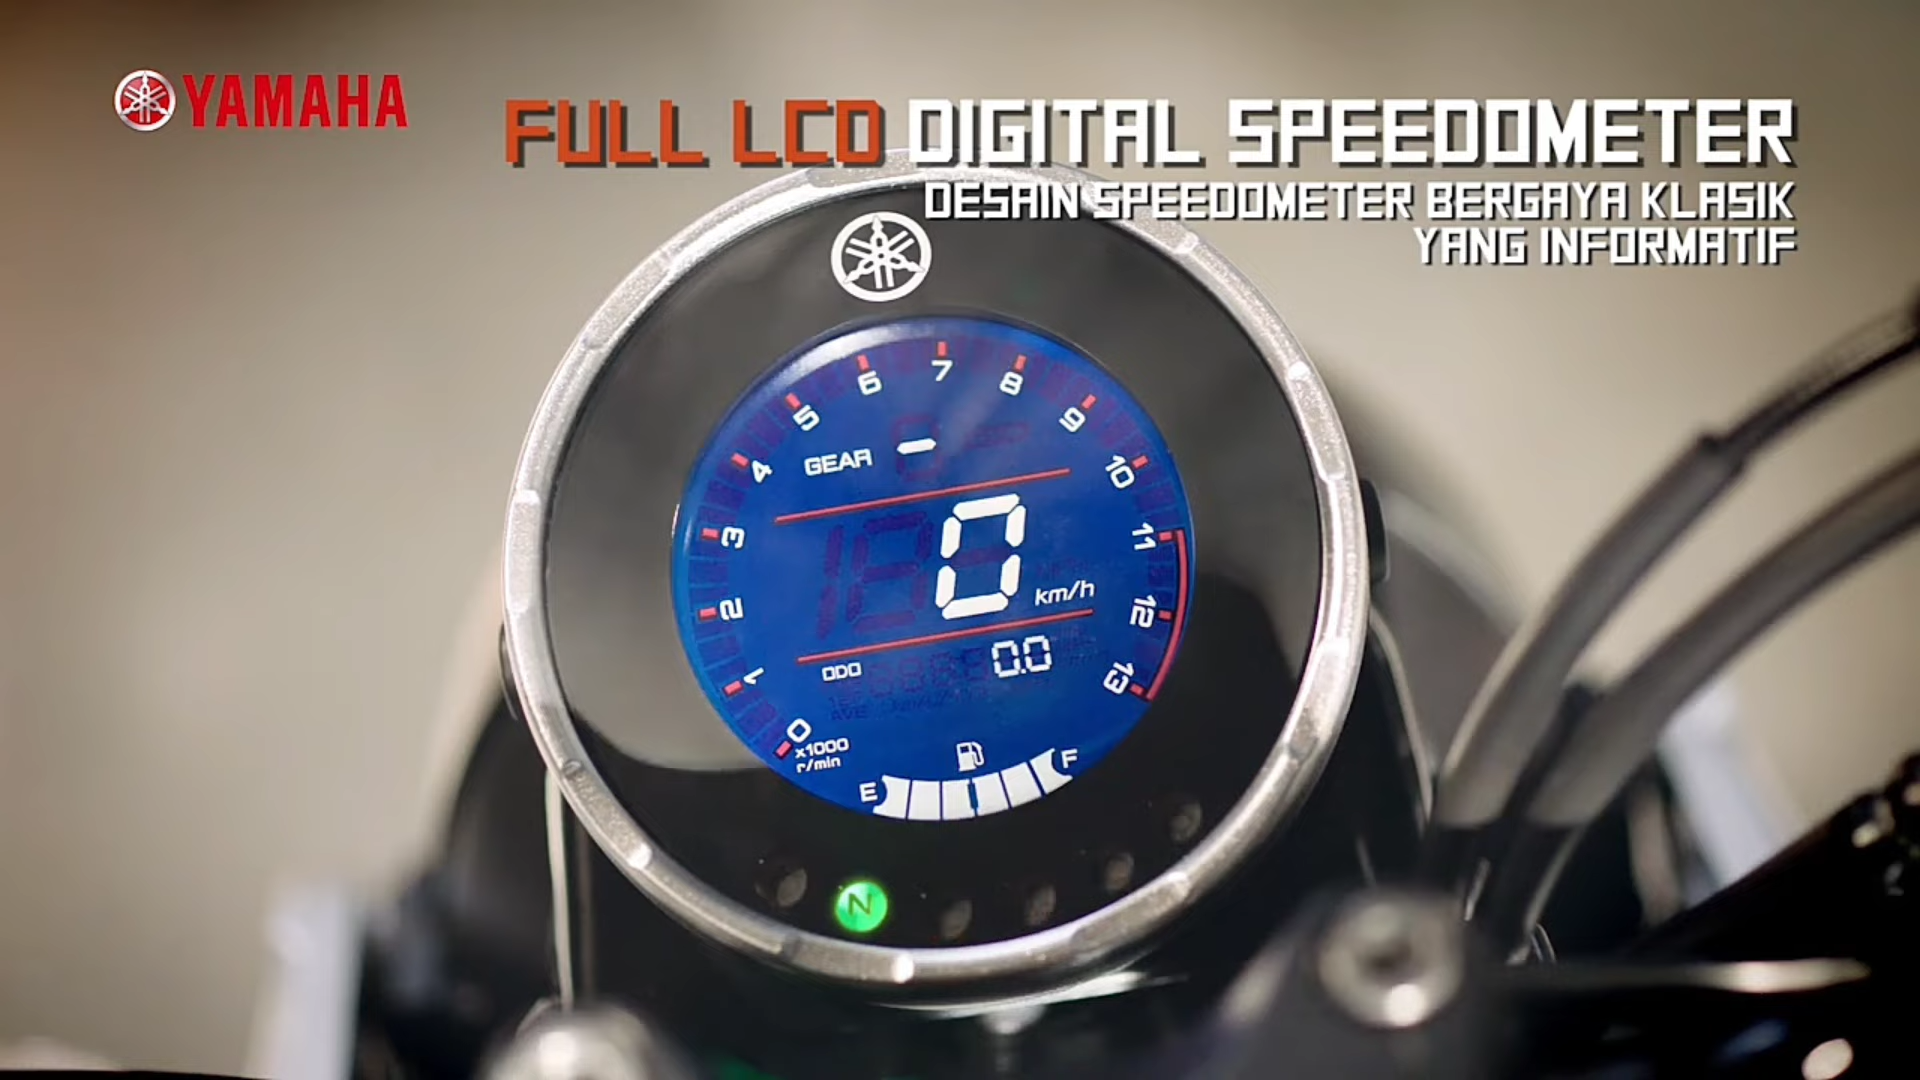 YAMAHA
FULL LCD DIGITAL SPEEDOMETER
DESAIN SPEEDOMETER BERGAYA KLASIK
YANG INFORMATIF
0
1
2
3
4
5
6
7
8
9
10
11
12
13
x1000
r/min
GEAR -
0 km/h
ODO 0.0
E F
N